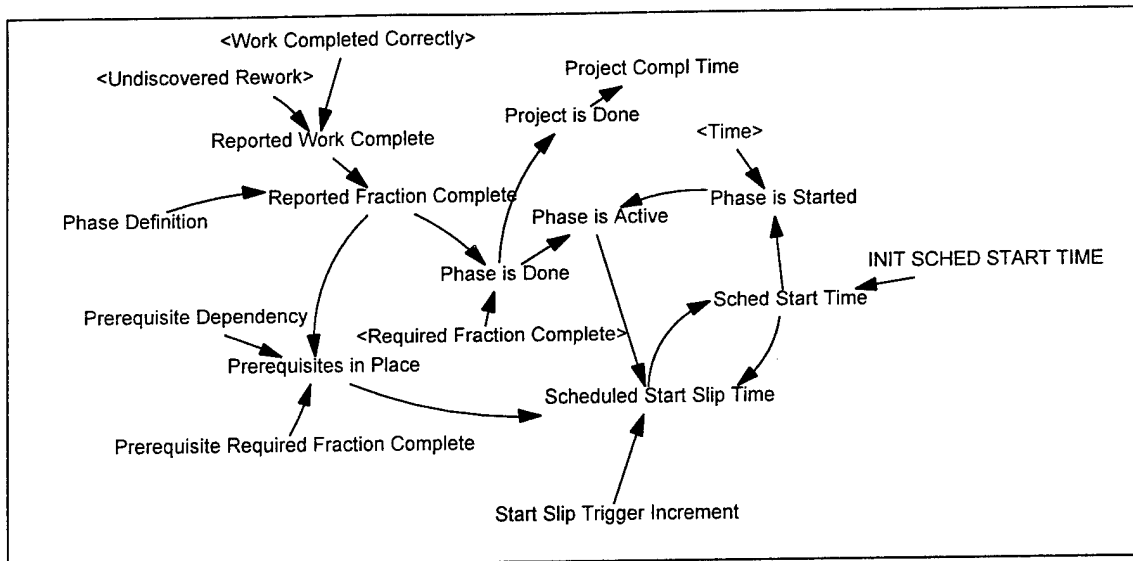 <Work Completed Correctly>
<Undiscovered Rework>
Project Compl Time
Project is Done
<Time>
Reported Work Complete
Reported Fraction Complete
Phase Definition
Phase is Active
Phase is Started
Phase is Done
INIT SCHED START TIME
Sched Start Time
Prerequisite Dependency
<Required Fraction Complete>
Prerequisites in Place
Scheduled Start Slip Time
Prerequisite Required Fraction Complete
Start Slip Trigger Increment